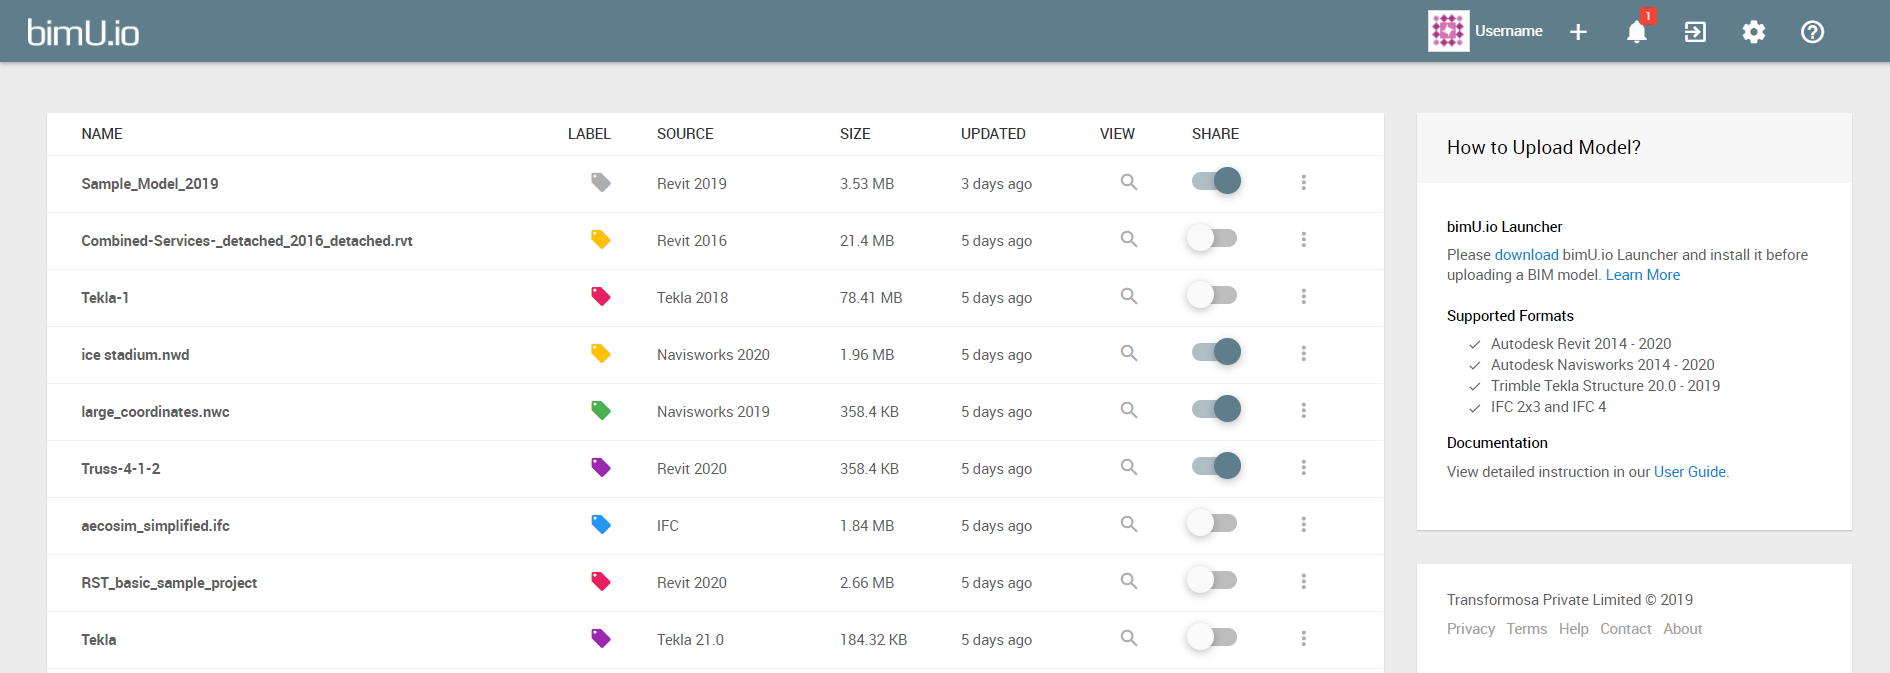 bimU.io
Username
1
NAME LABEL SOURCE SIZE UPDATED VIEW SHARE
Sample_Model_2019 Revit 2019 3.53 MB 3 days ago
Combined-Services-_detached_2016_detached.rvt Revit 2016 21.4 MB 5 days ago
Tekla-1 Tekla 2018 78.41 MB 5 days ago
ice stadium.nwd Navisworks 2020 1.96 MB 5 days ago
large_coordinates.nwc Navisworks 2019 358.4 KB 5 days ago
Truss-4-1-2 Revit 2020 358.4 KB 5 days ago
aecosim_simplified.ifc IFC 1.84 MB 5 days ago
RST_basic_sample_project Revit 2020 2.66 MB 5 days ago
Tekla Tekla 21.0 184.32 KB 5 days ago
How to Upload Model?
bimU.io Launcher
Please download bimU.io Launcher and install it before
uploading a BIM model. Learn More
Supported Formats
Autodesk Revit 2014 - 2020
Autodesk Navisworks 2014 - 2020
Trimble Tekla Structure 20.0 - 2019
IFC 2x3 and IFC 4
Documentation
View detailed instruction in our User Guide.
Transformosa Private Limited © 2019
Privacy Terms Help Contact About